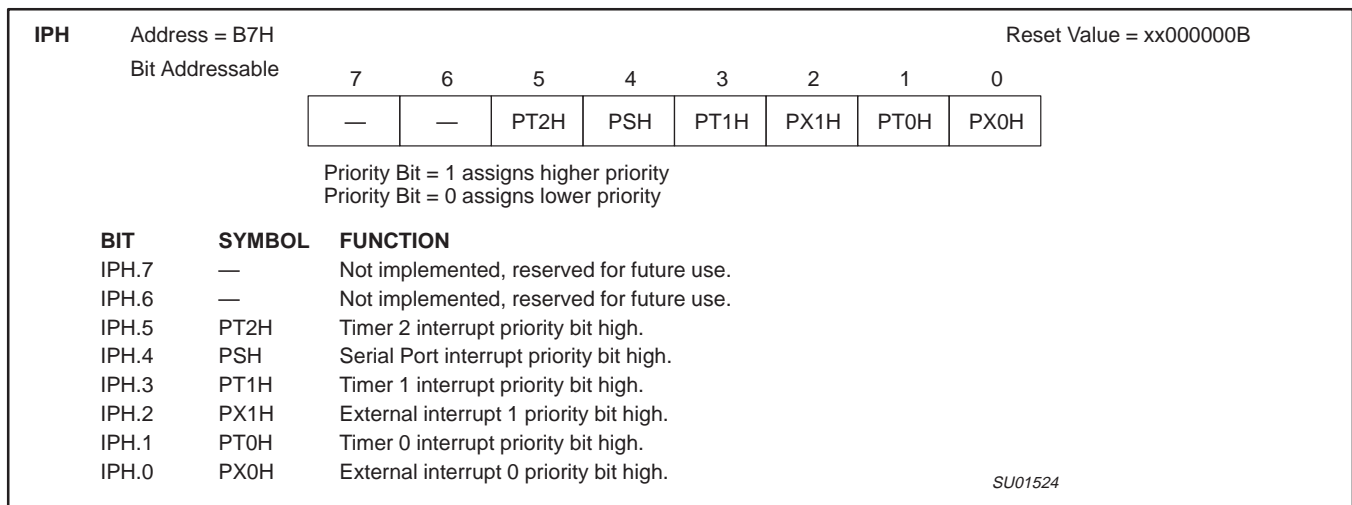 IPH Address = B7H Reset Value = xx000000B
Bit Addressable
7 6 5 4 3 2 1 0
— — PT2H PSH PT1H PX1H PT0H PX0H
Priority Bit = 1 assigns higher priority
Priority Bit = 0 assigns lower priority
BIT SYMBOL FUNCTION
IPH.7 — Not implemented, reserved for future use.
IPH.6 — Not implemented, reserved for future use.
IPH.5 PT2H Timer 2 interrupt priority bit high.
IPH.4 PSH Serial Port interrupt priority bit high.
IPH.3 PT1H Timer 1 interrupt priority bit high.
IPH.2 PX1H External interrupt 1 priority bit high.
IPH.1 PT0H Timer 0 interrupt priority bit high.
IPH.0 PX0H External interrupt 0 priority bit high.
SU01524